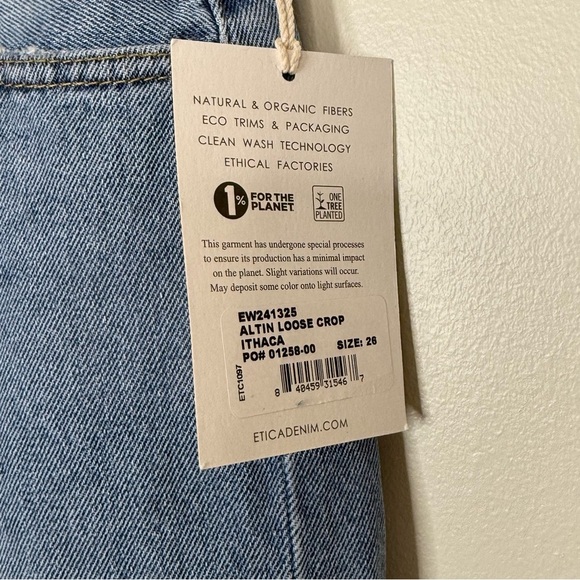 NATURAL & ORGANIC FIBERS
ECO TRIMS & PACKAGING
CLEAN WASH TECHNOLOGY
ETHICAL FACTORIES
1% FOR THE PLANET.
ONE TREE PLANTED
This garment has undergone special processes
to ensure its production has a minimal impact
on the planet. Slight variations will occur.
May deposit some color onto light surfaces.
EW241325
ALTIN LOOSE CROP
ITHACA
PO# 01258-00 SIZE: 26
ETC1097
8 40459 31546 7
ETICADENIM.COM